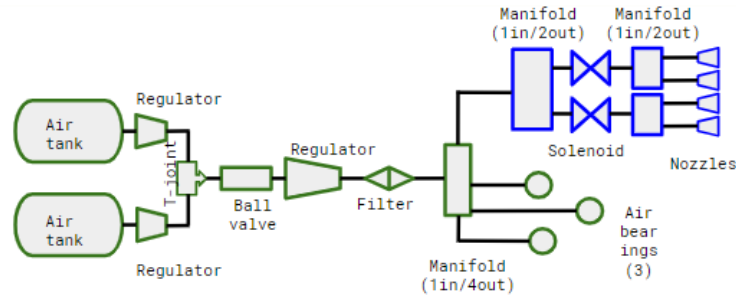 Manifold Manifold
(1in/2out) (1in/2out)
Regulator
Air
tank
T-joint
Regulator
Solenoid
Nozzles
Air
tank
Ball
valve
Filter
Air
bear
ings
(3)
Regulator
Manifold
(1in/4out)